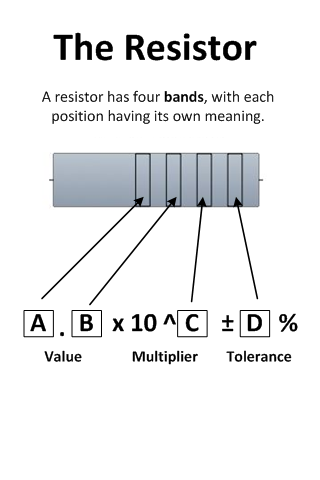 The Resistor
A resistor has four bands, with each
position having its own meaning.
A . B x 10 ^ C ± D %
Value Multiplier Tolerance